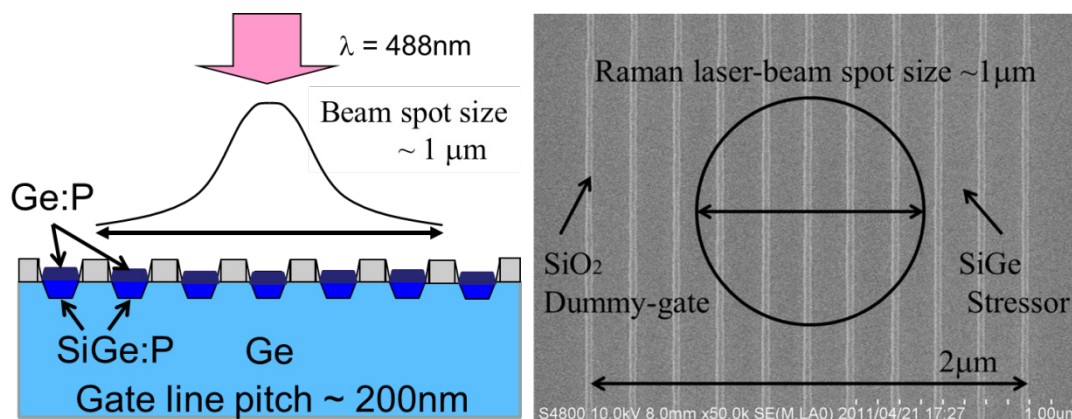 λ = 488nm
Beam spot size
~ 1 μm
Ge:P
SiGe:P
Ge
Gate line pitch ~ 200nm
Raman laser-beam spot size ~1μm
SiO₂
Dummy-gate
SiGe
Stressor
2μm
S4800 10.0kV 8.0mm x50.0k SE(M,LA0) 2011/04/21 17:27
1.00um